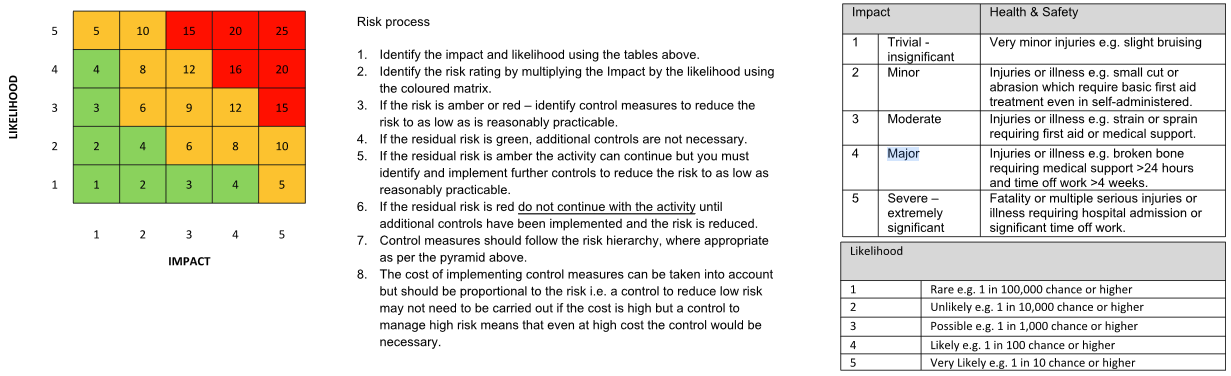 LIKELIHOOD
5 5 10 15 20 25
4 4 8 12 16 20
3 3 6 9 12 15
2 2 4 6 8 10
1 1 2 3 4 5
1 2 3 4 5
IMPACT
Risk process
1. Identify the impact and likelihood using the tables above.
2. Identify the risk rating by multiplying the Impact by the likelihood using
the coloured matrix.
3. If the risk is amber or red – identify control measures to reduce the
risk to as low as is reasonably practicable.
4. If the residual risk is green, additional controls are not necessary.
5. If the residual risk is amber the activity can continue but you must
identify and implement further controls to reduce the risk to as low as
reasonably practicable.
6. If the residual risk is red do not continue with the activity until
additional controls have been implemented and the risk is reduced.
7. Control measures should follow the risk hierarchy, where appropriate
as per the pyramid above.
8. The cost of implementing control measures can be taken into account
but should be proportional to the risk i.e. a control to reduce low risk
may not need to be carried out if the cost is high but a control to
manage high risk means that even at high cost the control would be
necessary.
Impact Health & Safety
1 Trivial - Very minor injuries e.g. slight bruising
insignificant
2 Minor Injuries or illness e.g. small cut or
abrasion which require basic first aid
treatment even in self-administered.
3 Moderate Injuries or illness e.g. strain or sprain
requiring first aid or medical support.
4 Major Injuries or illness e.g. broken bone
requiring medical support >24 hours
and time off work >4 weeks.
5 Severe – Fatality or multiple serious injuries or
extremely illness requiring hospital admission or
significant significant time off work.
Likelihood
1 Rare e.g. 1 in 100,000 chance or higher
2 Unlikely e.g. 1 in 10,000 chance or higher
3 Possible e.g. 1 in 1,000 chance or higher
4 Likely e.g. 1 in 100 chance or higher
5 Very Likely e.g. 1 in 10 chance or higher